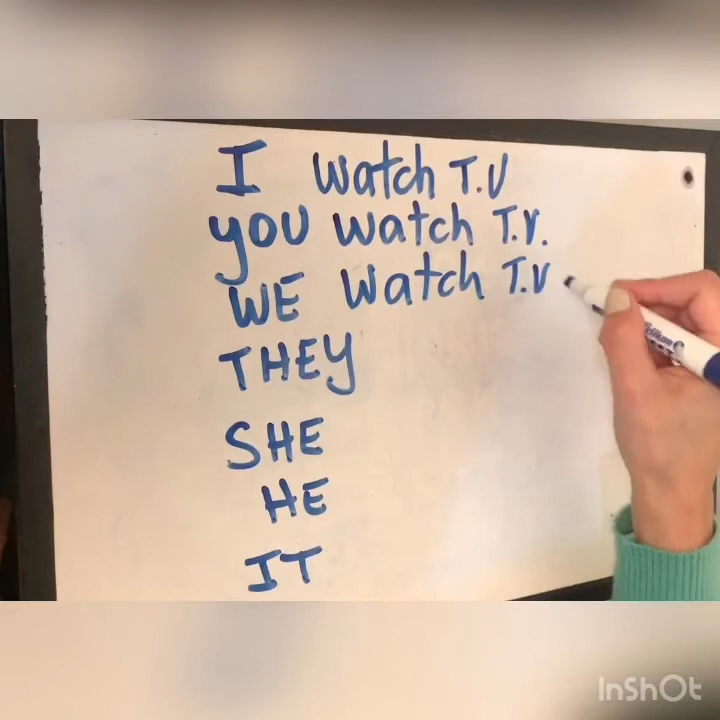 I watch T.V
YOU watch T.V.
WE watch T.V
THEY
SHE
HE
IT
InShOt